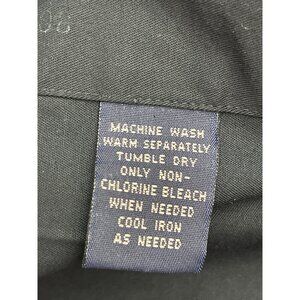 MACHINE WASH
WARM SEPARATELY
TUMBLE DRY
ONLY NON-
CHLORINE BLEACH
WHEN NEEDED
COOL IRON
AS NEEDED